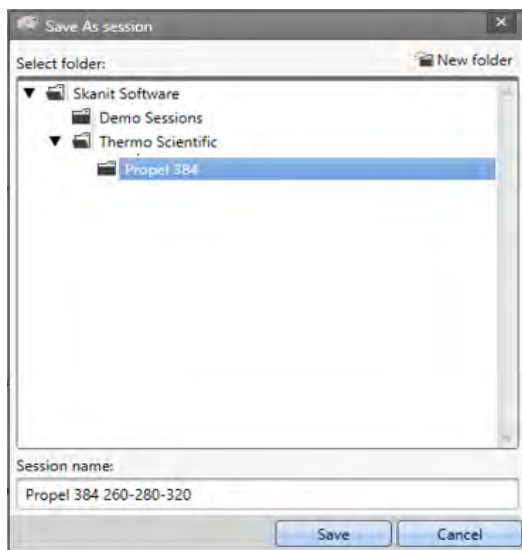 Save As session
Select folder:
New folder
Skanit Software
Demo Sessions
Thermo Scientific
Propel 384
Session name:
Propel 384 260-280-320
Save
Cancel